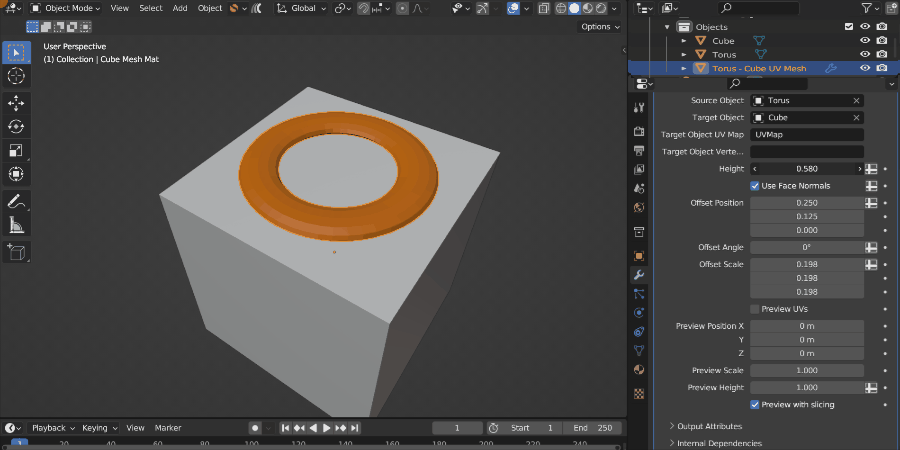 Object Mode View Select Add Object Global
Options
User Perspective
(1) Collection | Cube Mesh Mat
Objects
Cube
Torus
Torus - Cube UV Mesh
Source Object Torus
Target Object Cube
Target Object UV Map UVMap
Target Object Verte...
Height 0.580
Use Face Normals
Offset Position 0.250
0.125
0.000
Offset Angle 0°
Offset Scale 0.198
0.198
0.198
Preview UVs
Preview Position X 0 m
Y 0 m
Z 0 m
Preview Scale 1.000
Preview Height 1.000
Preview with slicing
Output Attributes
Internal Dependencies
Playback Keying View Marker 1 Start 1 End 250
1 20 40 60 80 100 120 140 160 180 200 220 240